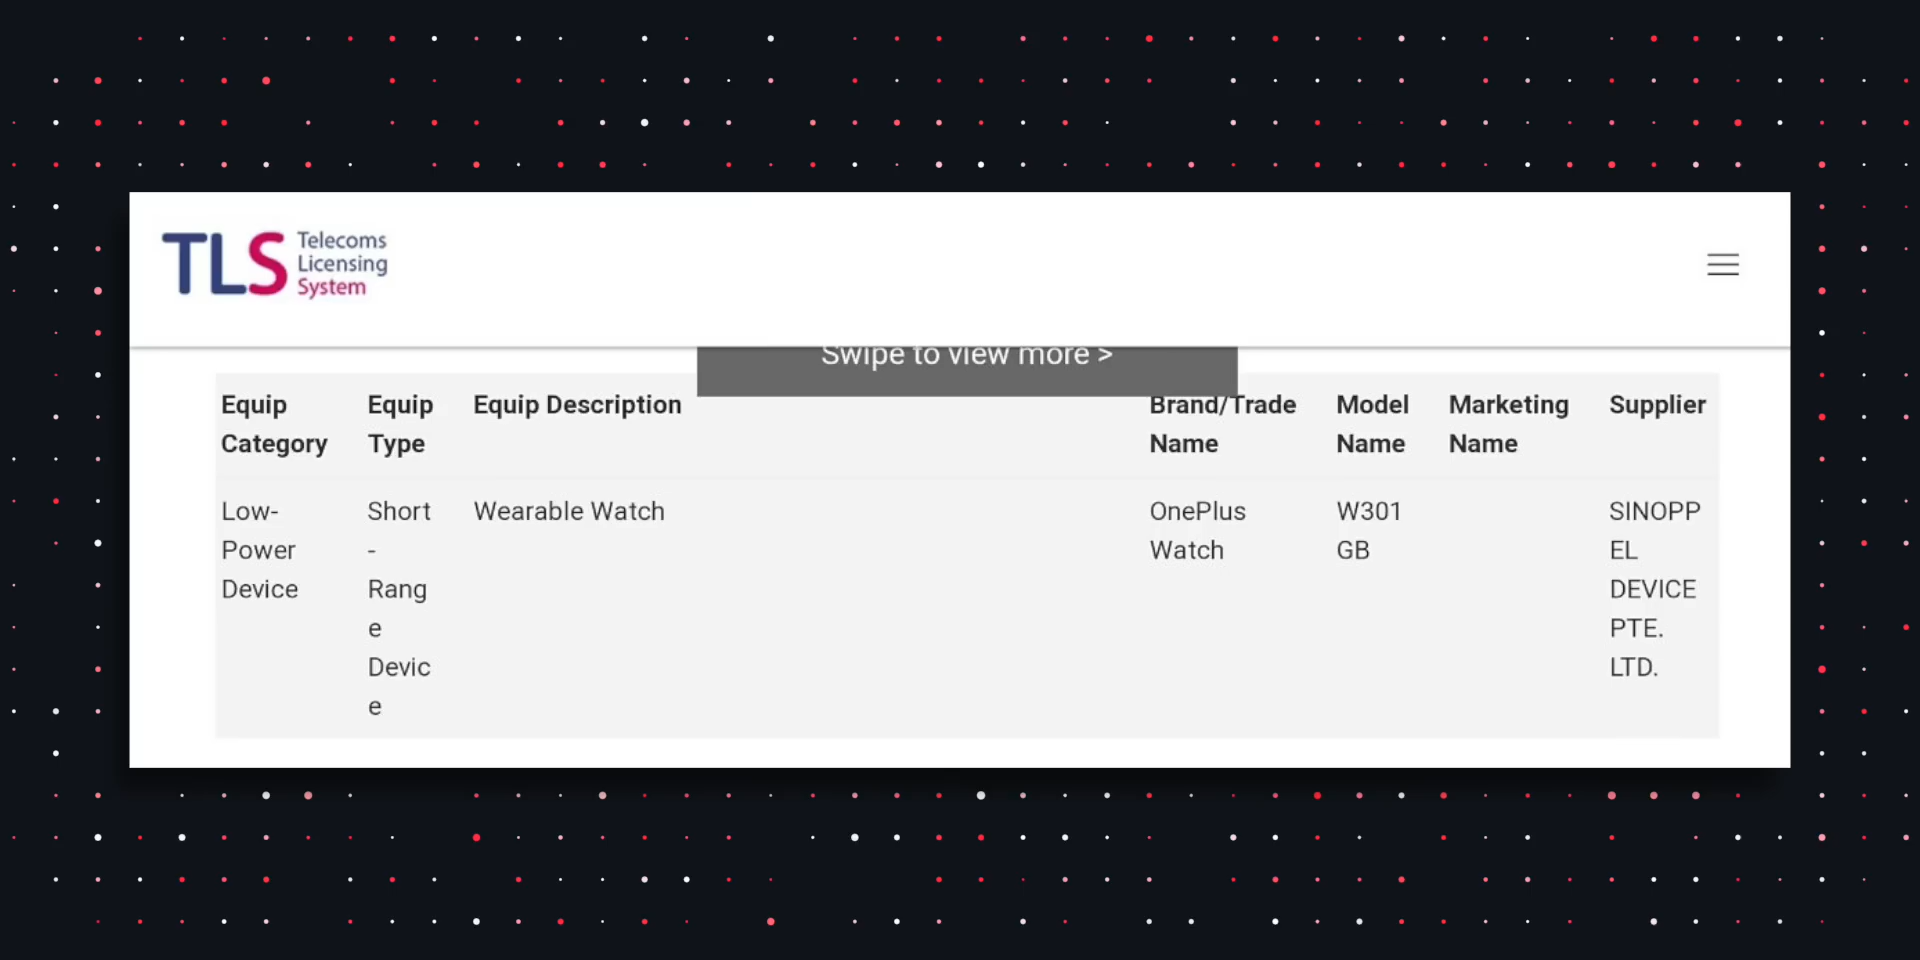 TLS Telecoms
Licensing
System
Swipe to view more >
Equip Category
Equip Type
Equip Description
Brand/Trade Name
Model Name
Marketing Name
Supplier
Low-
Power
Device
Short
-
Rang
e
Devic
e
Wearable Watch
OnePlus
Watch
W301
GB
SINOPP
EL
DEVICE
PTE.
LTD.